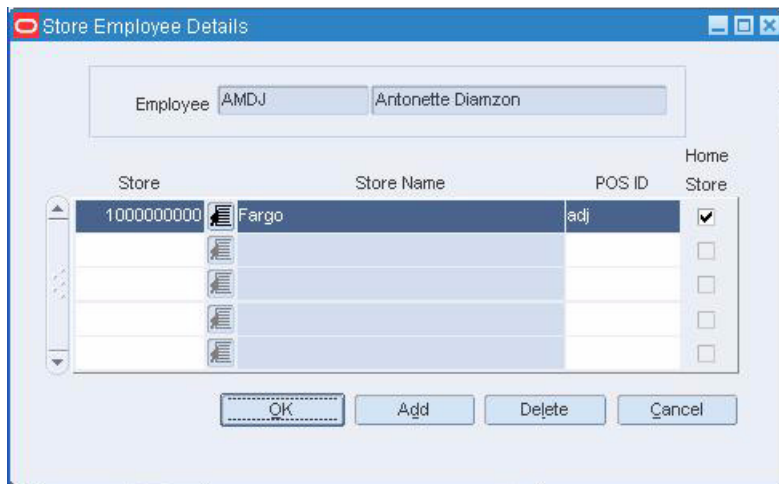 Store Employee Details
Employee AMDJ Antonette Diamzon
Home
Store Store Name POS ID Store
1000000000 Fargo adj
OK Add Delete Cancel